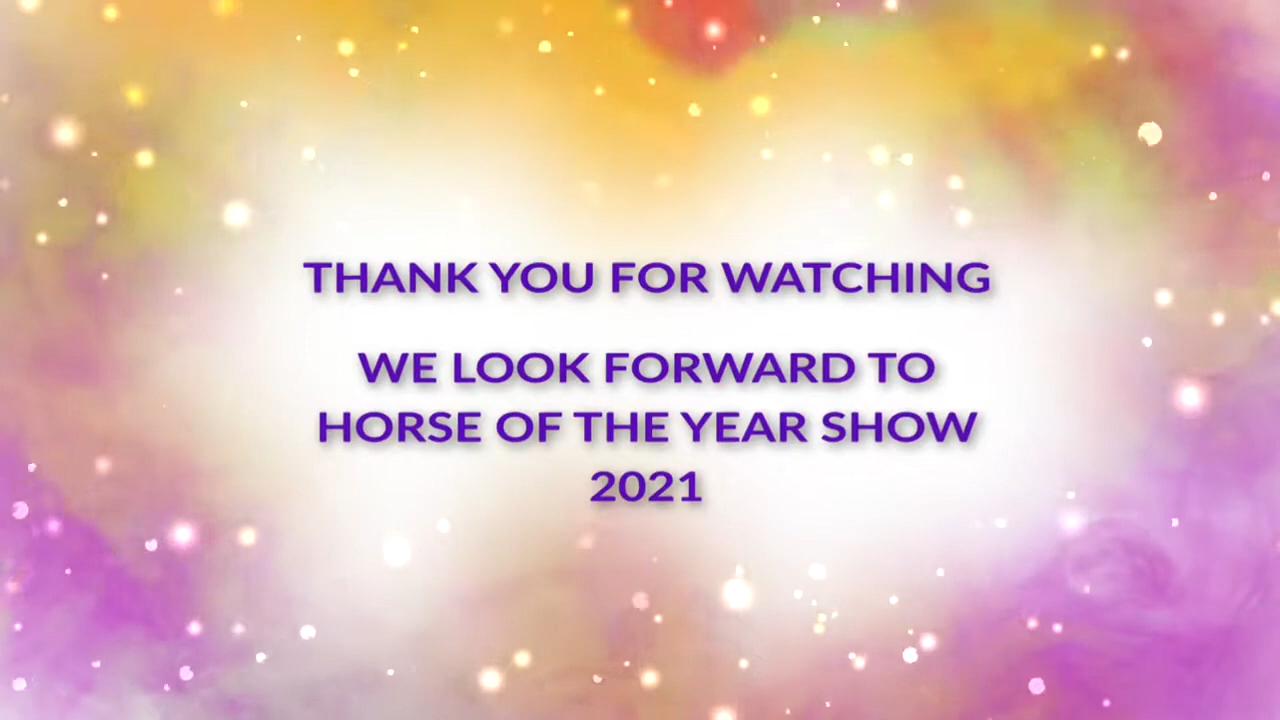 THANK YOU FOR WATCHING
WE LOOK FORWARD TO
HORSE OF THE YEAR SHOW
2021